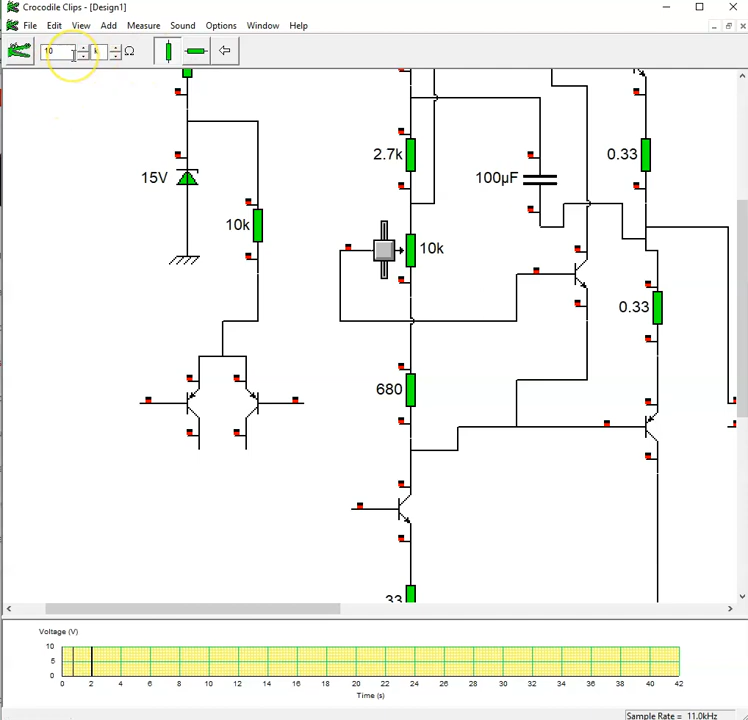 Crocodile Clips - [Design1]
File Edit View Add Measure Sound Options Window Help
10 k Ω
2.7k
0.33
15V
100µF
10k
10k
0.33
680
33
Voltage (V)
10
5
0
0 2 4 6 8 10 12 14 16 18 20 22 24 26 28 30 32 34 36 38 40 42
Time (s)
Sample Rate = 11.0kHz